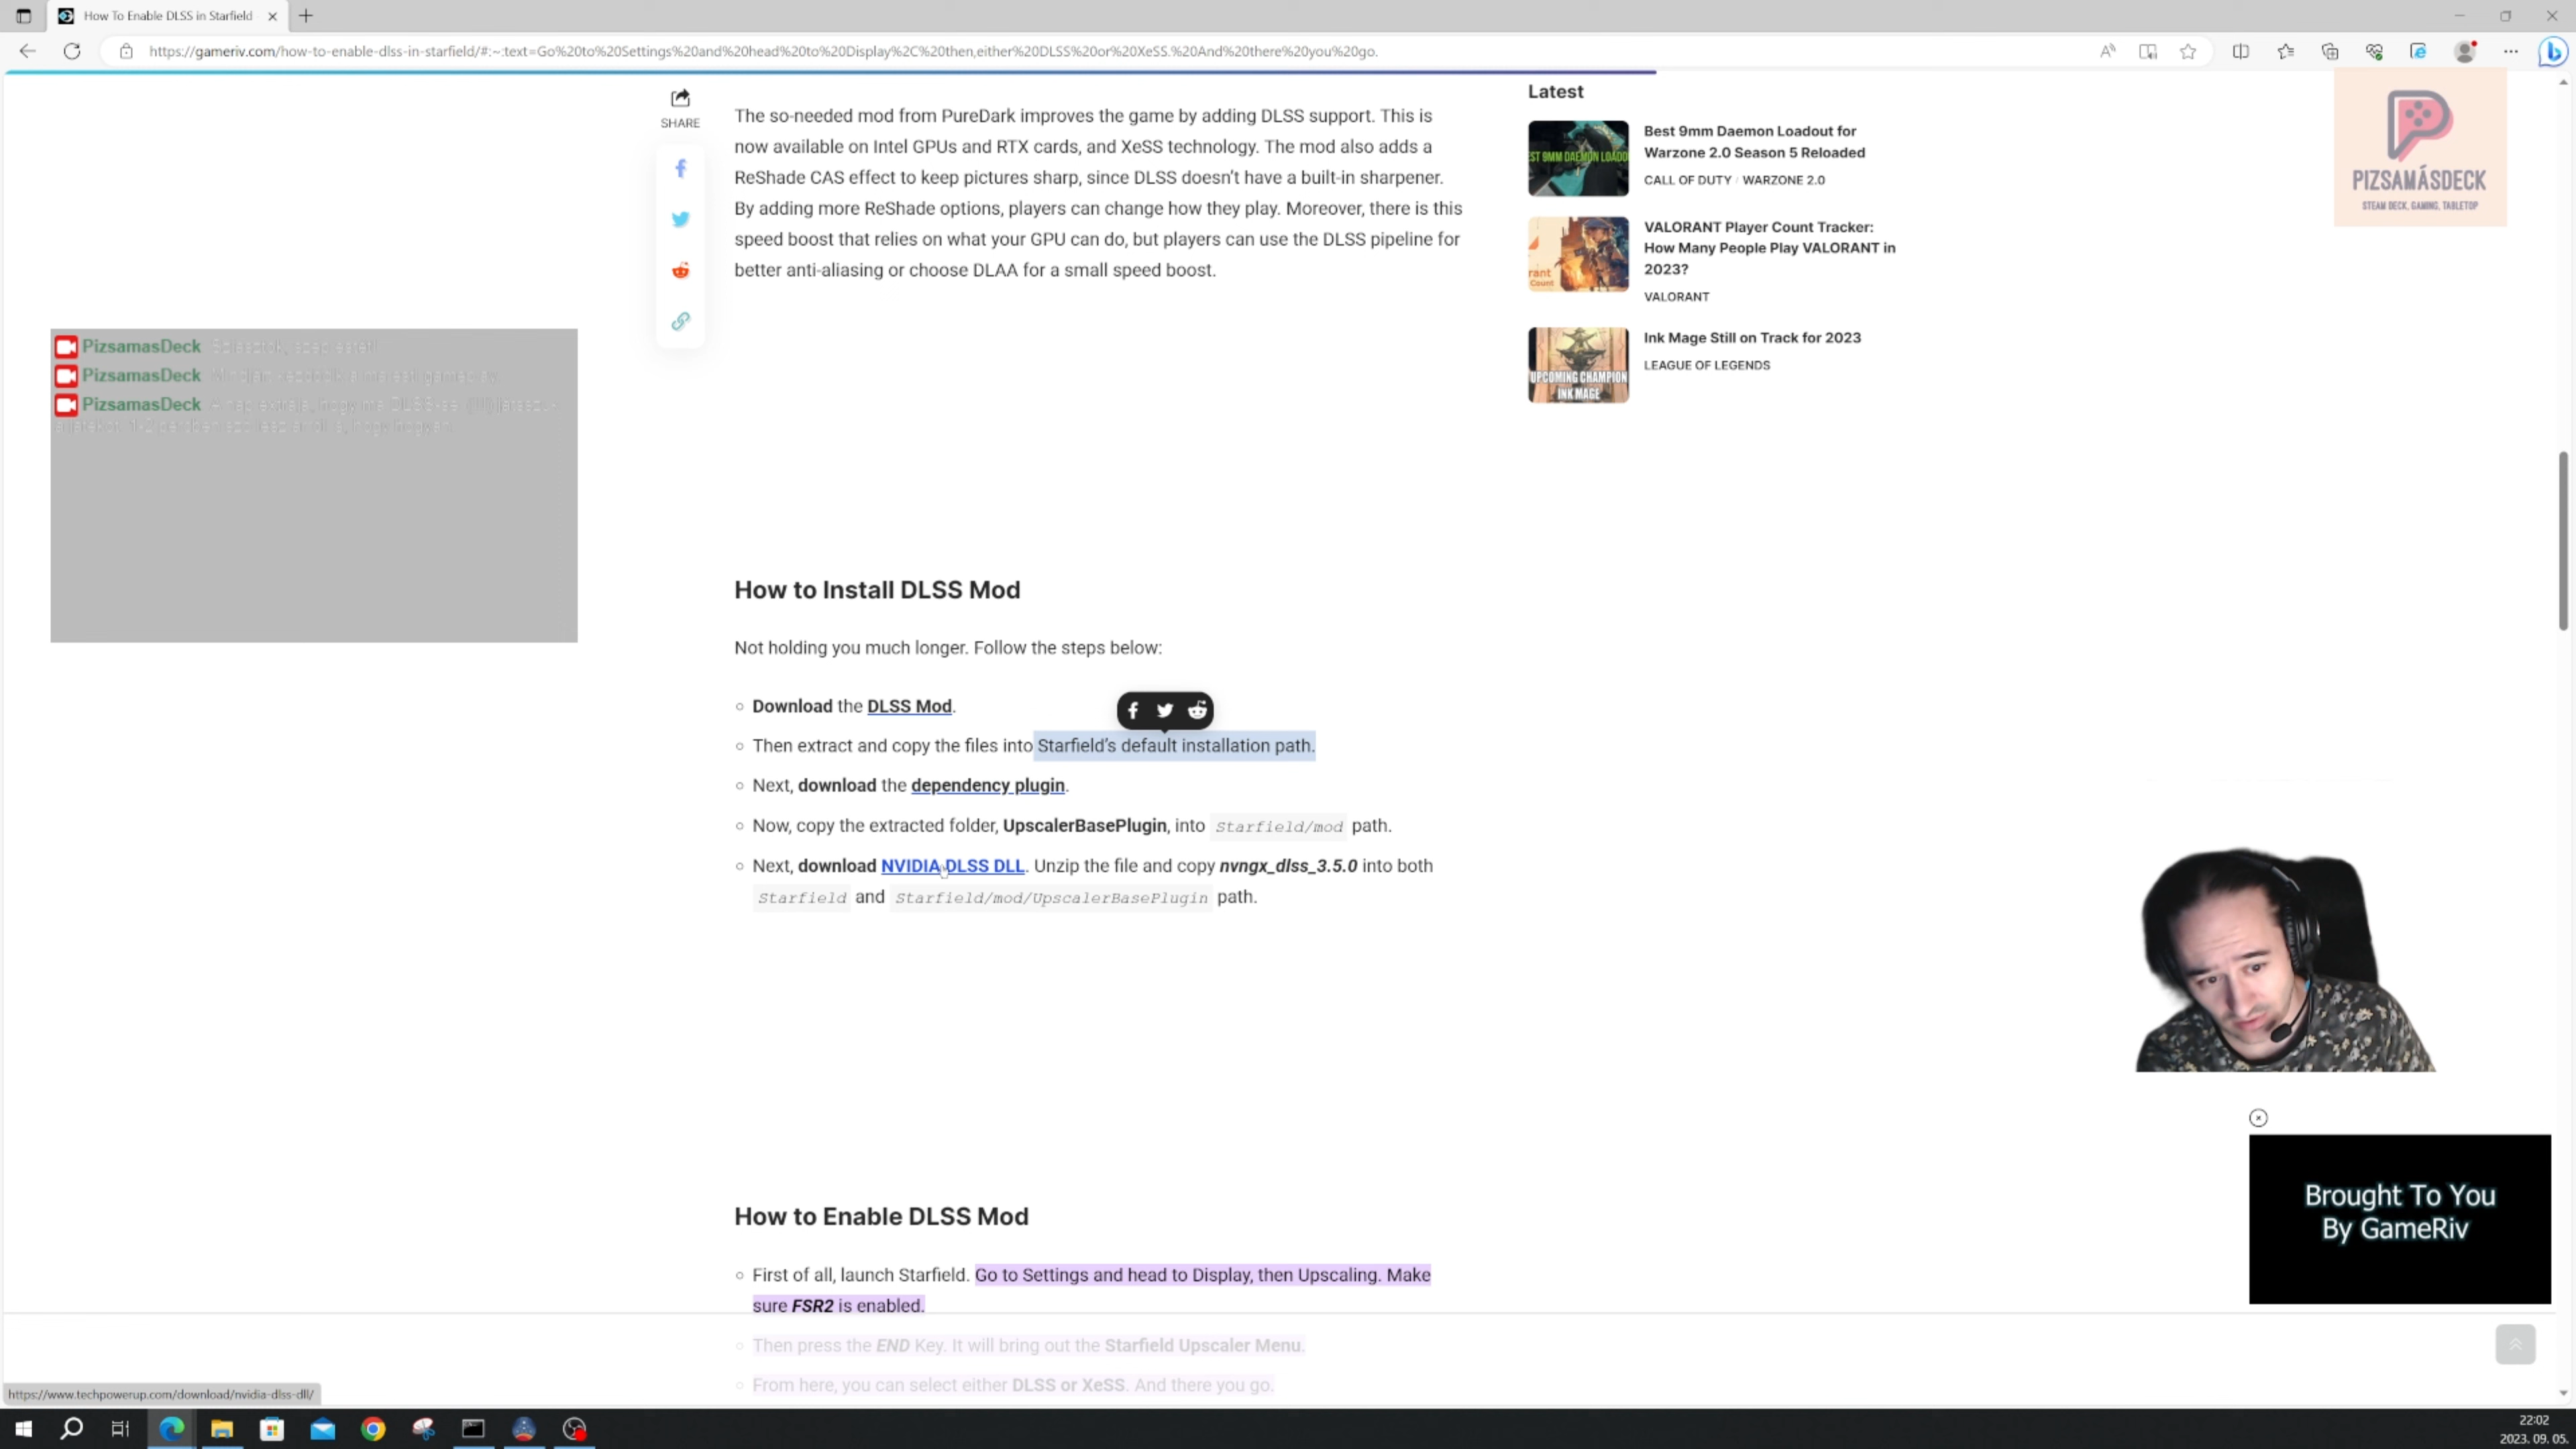 How To Enable DLSS in Starfield
https://gameriv.com/how-to-enable-dlss-in-starfield/#:~:text=Go%20to%20Settings%20and%20head%20to%20Display%2C%20then,either%20DLSS%20or%20XeSS.%20And%20there%20you%20go.
SHARE
The so-needed mod from PureDark improves the game by adding DLSS support. This is
now available on Intel GPUs and RTX cards, and XeSS technology. The mod also adds a
ReShade CAS effect to keep pictures sharp, since DLSS doesn't have a built-in sharpener.
By adding more ReShade options, players can change how they play. Moreover, there is this
speed boost that relies on what your GPU can do, but players can use the DLSS pipeline for
better anti-aliasing or choose DLAA for a small speed boost.
Latest
Best 9mm Daemon Loadout for
Warzone 2.0 Season 5 Reloaded
CALL OF DUTY / WARZONE 2.0
EST 9MM DAEMON LOADO
VALORANT Player Count Tracker:
How Many People Play VALORANT in
2023?
VALORANT
rant
Count
Ink Mage Still on Track for 2023
LEAGUE OF LEGENDS
UPCOMING CHAMPION
INK MAGE
PIZSAMÁSDECK
STEAM DECK, GAMING, TABLETOP
PizsamasDeck
PizsamasDeck
PizsamasDeck
How to Install DLSS Mod
Not holding you much longer. Follow the steps below:
Download the DLSS Mod.
Then extract and copy the files into Starfield's default installation path.
Next, download the dependency plugin.
Now, copy the extracted folder, UpscalerBasePlugin, into Starfield/mod path.
Next, download NVIDIA DLSS DLL. Unzip the file and copy nvngx_dlss_3.5.0 into both
Starfield and Starfield/mod/UpscalerBasePlugin path.
How to Enable DLSS Mod
First of all, launch Starfield. Go to Settings and head to Display, then Upscaling. Make
sure FSR2 is enabled.
Then press the END Key. It will bring out the Starfield Upscaler Menu.
From here, you can select either DLSS or XeSS. And there you go.
Brought To You
By GameRiv
https://www.techpowerup.com/download/nvidia-dlss-dll/
22:02
2023. 09. 05.